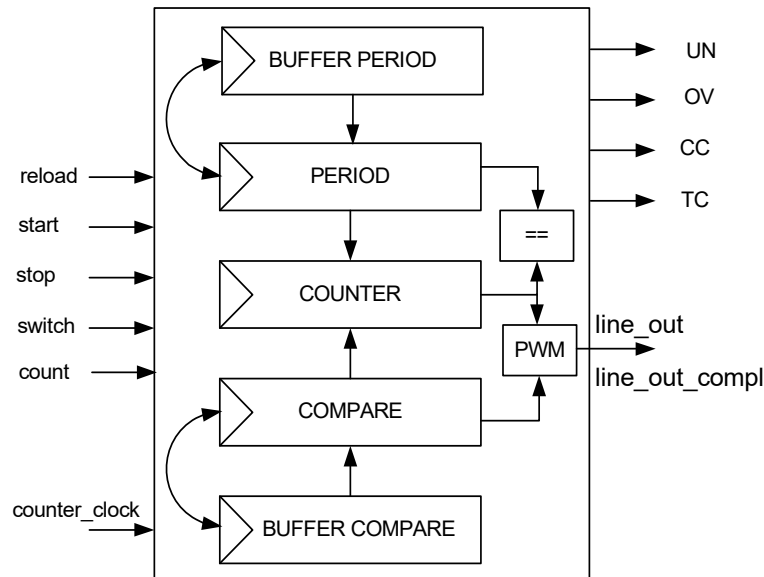 BUFFER PERIOD
UN
OV
CC
TC
reload
PERIOD
start
==
stop
COUNTER
switch
line_out
PWM
count
line_out_compl
COMPARE
counter_clock
BUFFER COMPARE